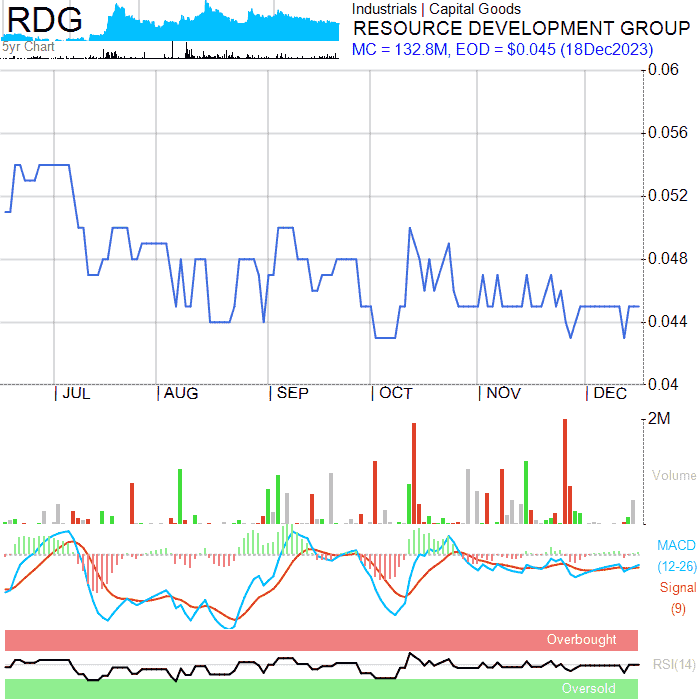 RDG
5yr Chart
Industrials | Capital Goods
RESOURCE DEVELOPMENT GROUP
MC = 132.8M, EOD = $0.045 (18Dec2023)
0.06
0.056
0.052
0.048
0.044
0.04
| JUL | AUG | SEP | OCT | NOV | DEC
2M
Volume
MACD
(12-26)
Signal
(9)
Overbought
RSI(14)
Oversold